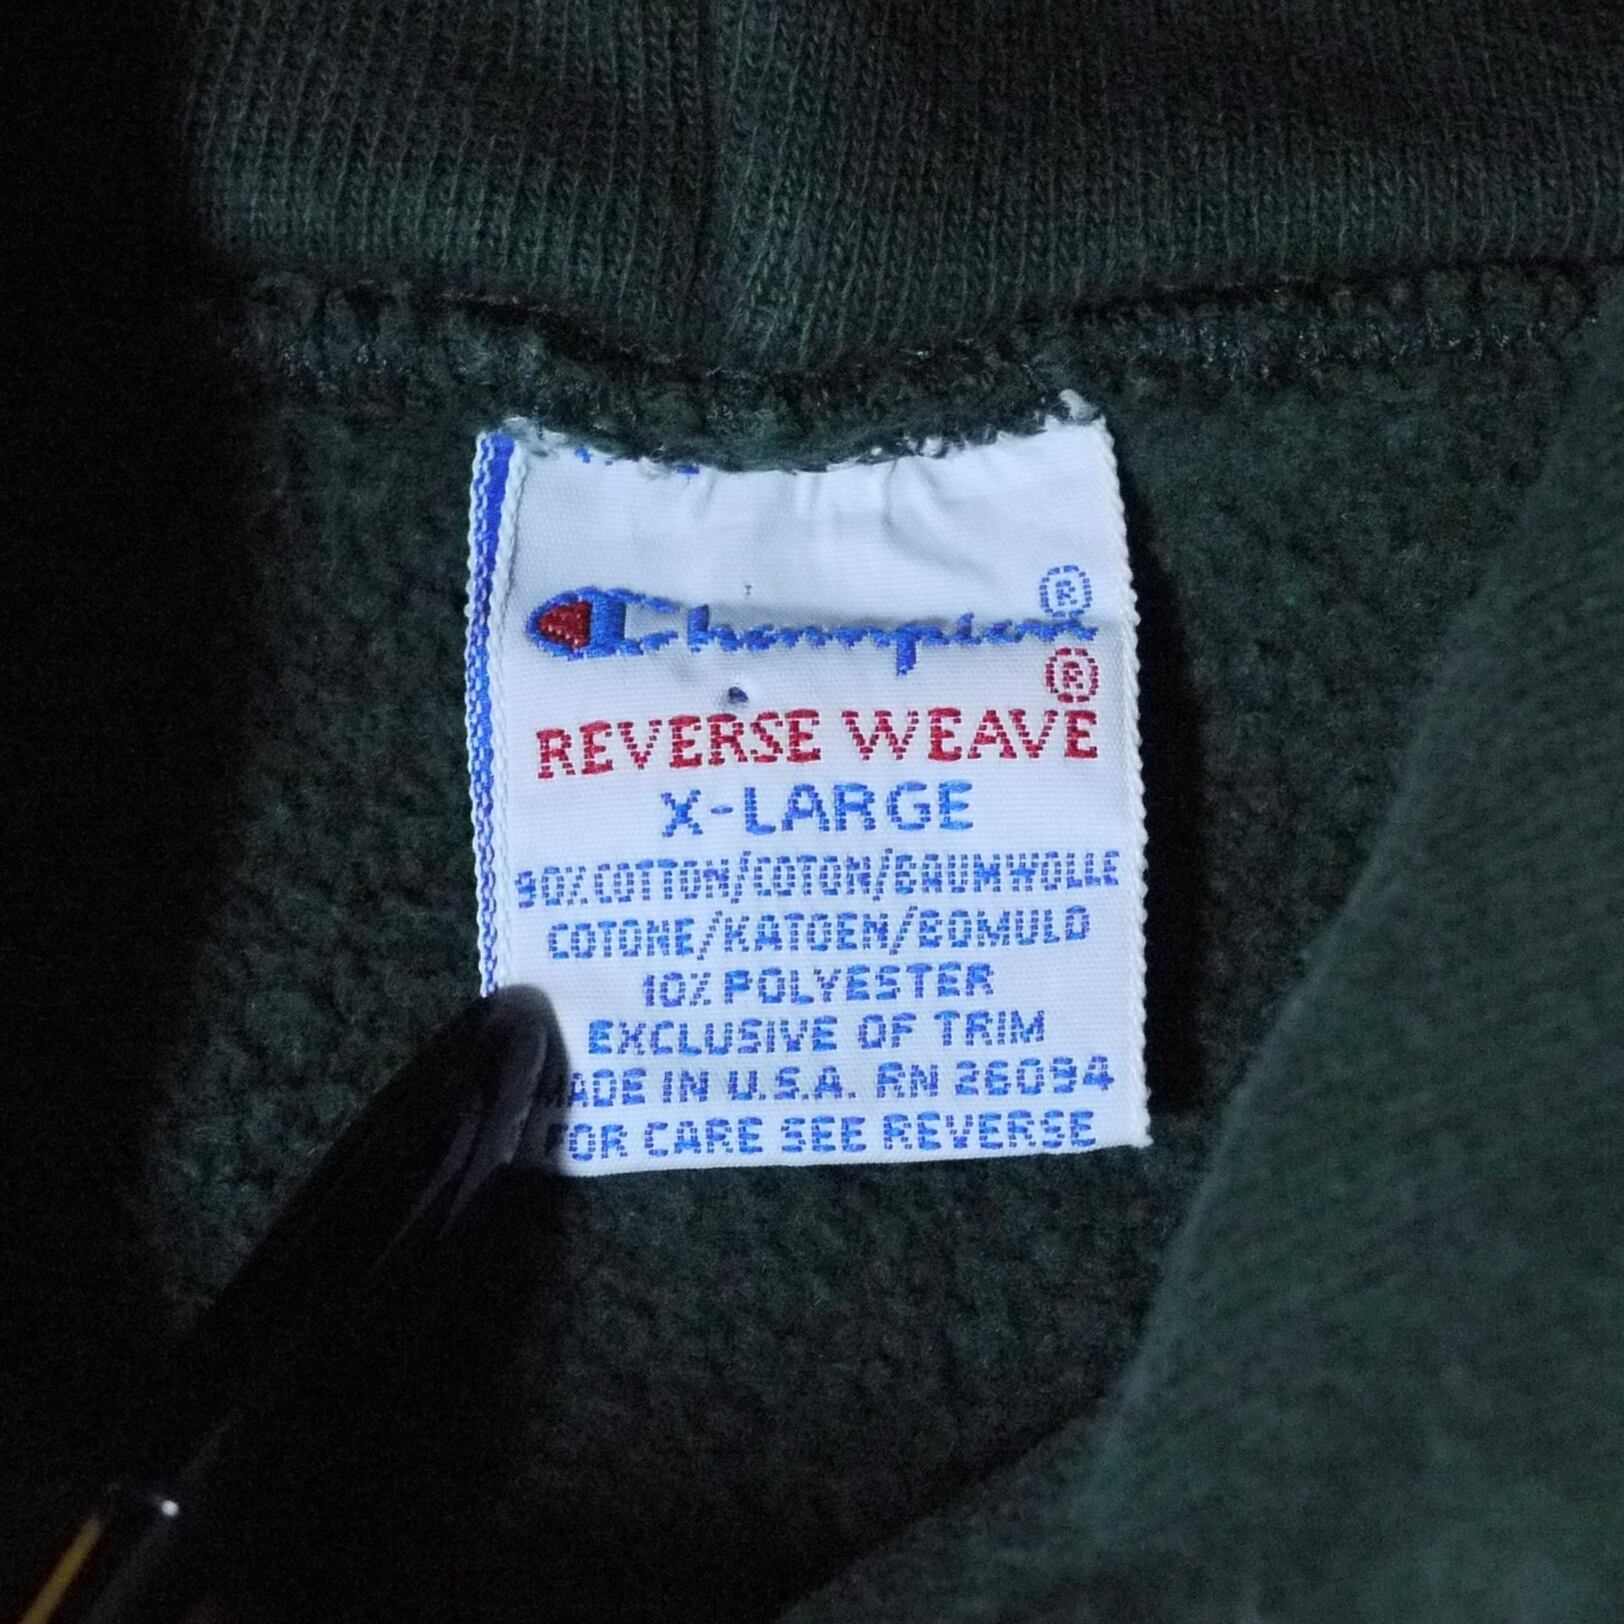 Champion®
REVERSE WEAVE®
X-LARGE
90% COTTON/COTON/BAUMWOLLE
COTONE/KATOEN/BOMULD
10% POLYESTER
EXCLUSIVE OF TRIM
ADE IN U.S.A. RN 26094
FOR CARE SEE REVERSE